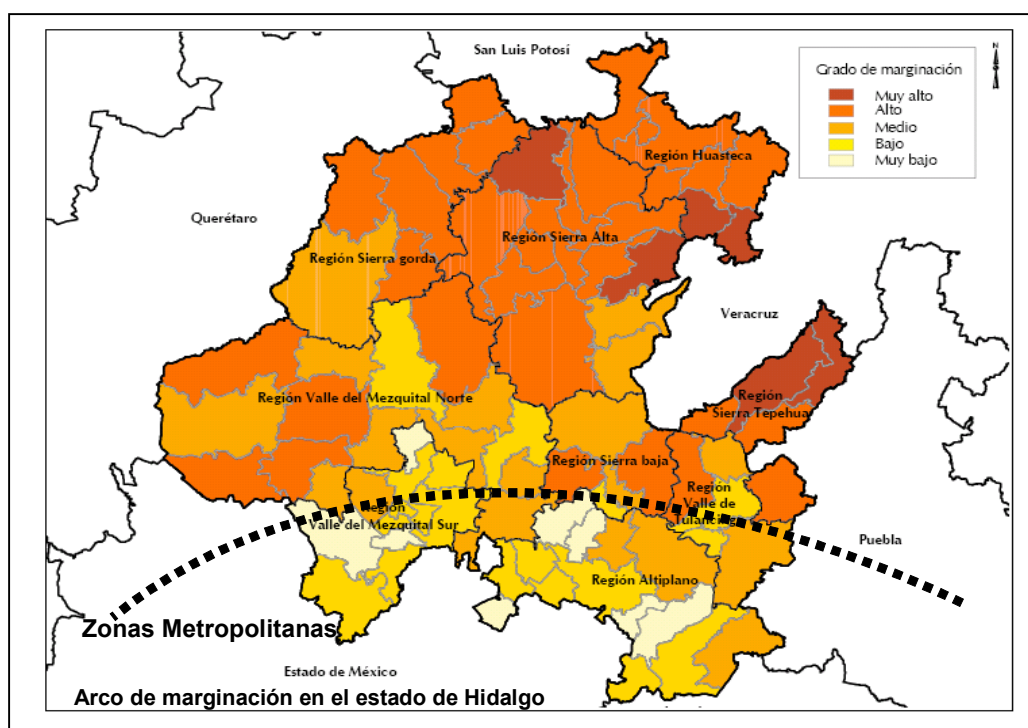 San Luis Potosí
N
Grado de marginación
Muy alto
Alto
Medio
Bajo
Muy bajo
Región Huasteca
Querétaro
Región Sierra Alta
Región Sierra gorda
Veracruz
Región Valle del Mezquital Norte
Región
Sierra Tepehua
Región Sierra baja
Región
Valle de
Tulancingo
Región
Valle del Mezquital Sur
Puebla
Región Altiplano
Zonas Metropolitanas
Estado de México
Arco de marginación en el estado de Hidalgo